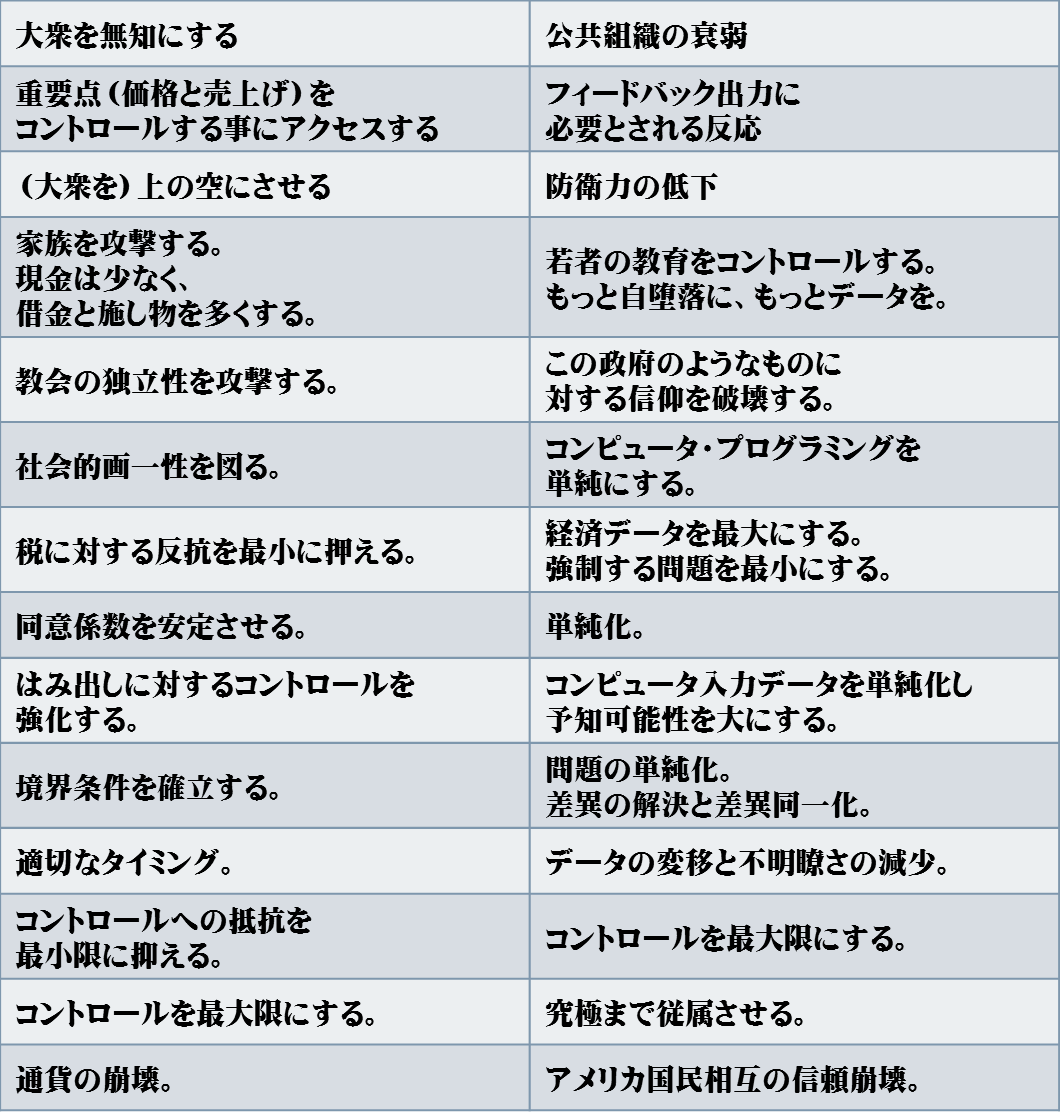 大衆を無知にする
公共組織の衰弱
重要点(価格と売上げ)を
コントロールする事にアクセスする
フィードバック出力に
必要とされる反応
(大衆を)上の空にさせる
防衛力の低下
家族を攻撃する。
現金は少なく、
借金と施し物を多くする。
若者の教育をコントロールする。
もっと自堕落に、もっとデータを。
教会の独立性を攻撃する。
この政府のようなものに
対する信仰を破壊する。
社会的画一性を図る。
コンピュータ・プログラミングを
単純にする。
税に対する反抗を最小に押える。
経済データを最大にする。
強制する問題を最小にする。
同意係数を安定させる。
単純化。
はみ出しに対するコントロールを
強化する。
コンピュータ入力データを単純化し
予知可能性を大にする。
境界条件を確立する。
問題の単純化。
差異の解決と差異同一化。
適切なタイミング。
データの変移と不明瞭さの減少。
コントロールへの抵抗を
最小限に抑える。
コントロールを最大限にする。
コントロールを最大限にする。
究極まで従属させる。
通貨の崩壊。
アメリカ国民相互の信頼崩壊。